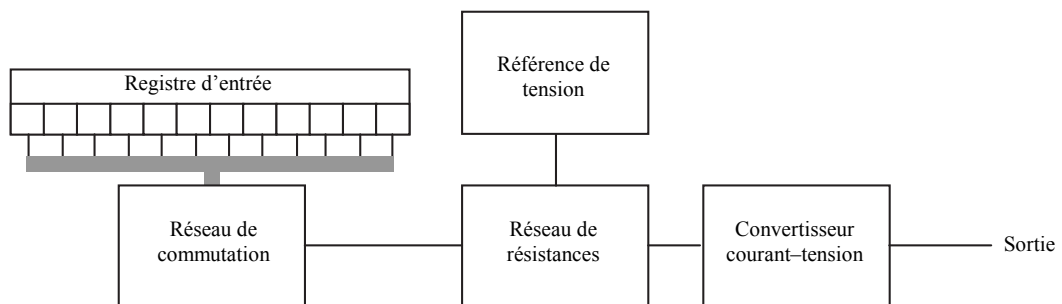 Registre d'entrée
Référence de
tension
Réseau de
commutation
Réseau de
résistances
Convertisseur
courant–tension
Sortie